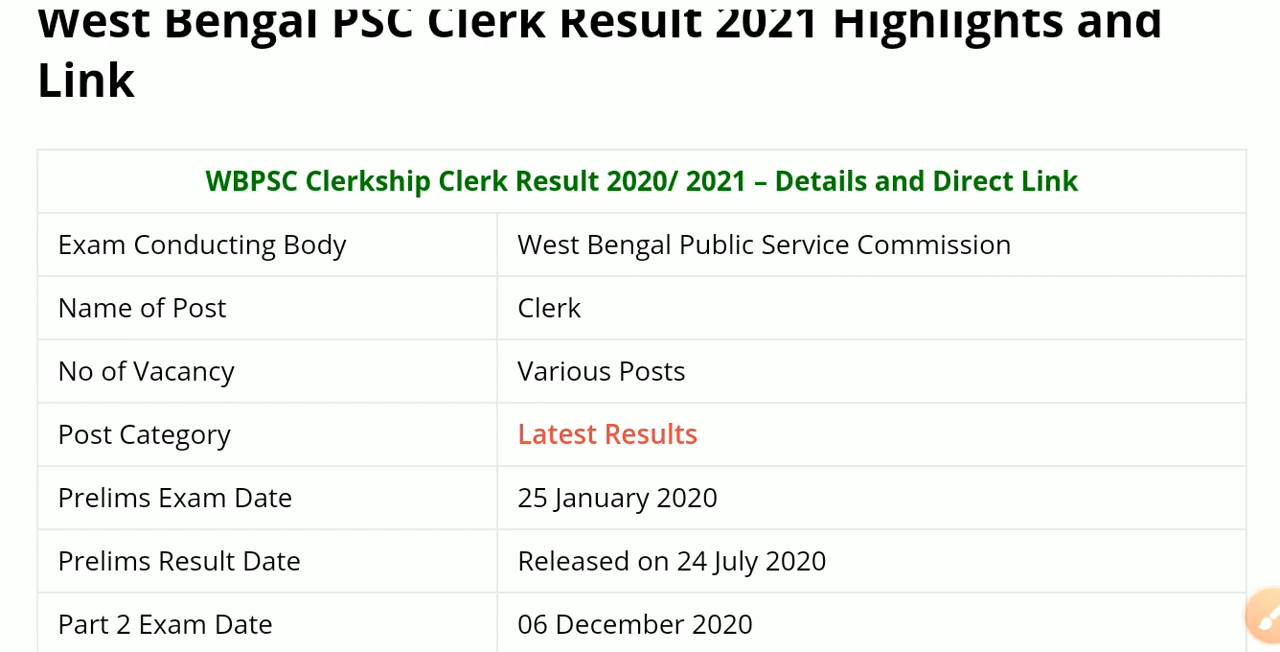 West Bengal PSC Clerk Result 2021 Highlights and
Link
WBPSC Clerkship Clerk Result 2020/ 2021 – Details and Direct Link
Exam Conducting Body West Bengal Public Service Commission
Name of Post Clerk
No of Vacancy Various Posts
Post Category Latest Results
Prelims Exam Date 25 January 2020
Prelims Result Date Released on 24 July 2020
Part 2 Exam Date 06 December 2020